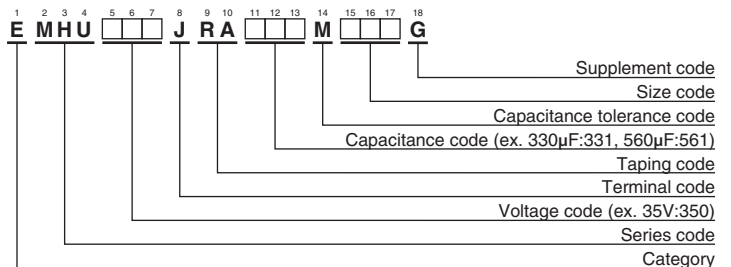 1 2 3 4 5 6 7 8 9 10 11 12 13 14 15 16 17 18
E MHU J RA M G
Supplement code
Size code
Capacitance tolerance code
Capacitance code (ex. 330µF:331, 560µF:561)
Taping code
Terminal code
Voltage code (ex. 35V:350)
Series code
Category